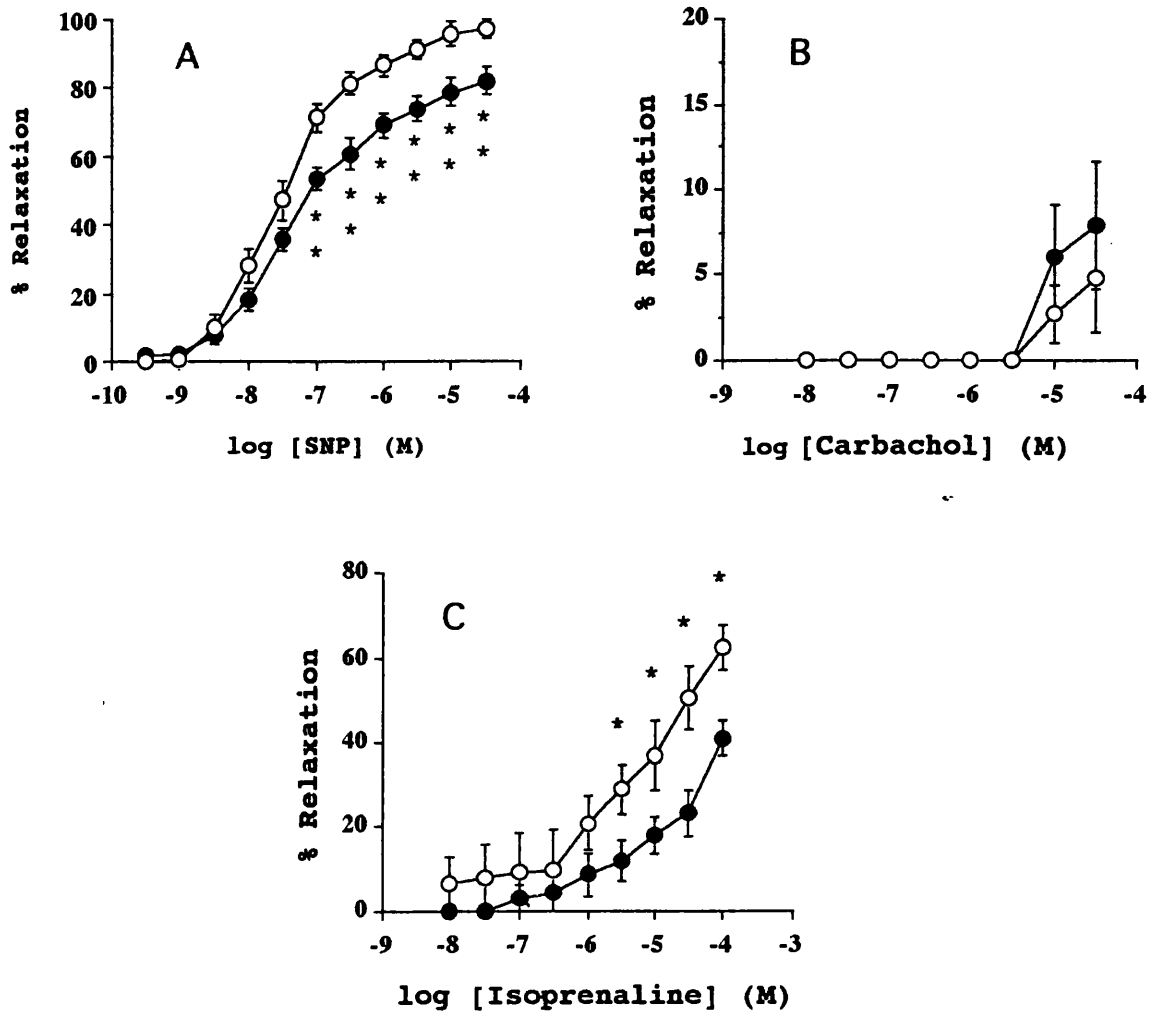 A
% Relaxation
100
80
60
40
20
0
* * * * * *
* * * * * *
-10 -9 -8 -7 -6 -5 -4
log [SNP] (M)
B
% Relaxation
20
15
10
5
0
-9 -8 -7 -6 -5 -4
log [Carbachol] (M)
C
% Relaxation
80
60
40
20
0
* * * *
-9 -8 -7 -6 -5 -4 -3
log [Isoprenaline] (M)